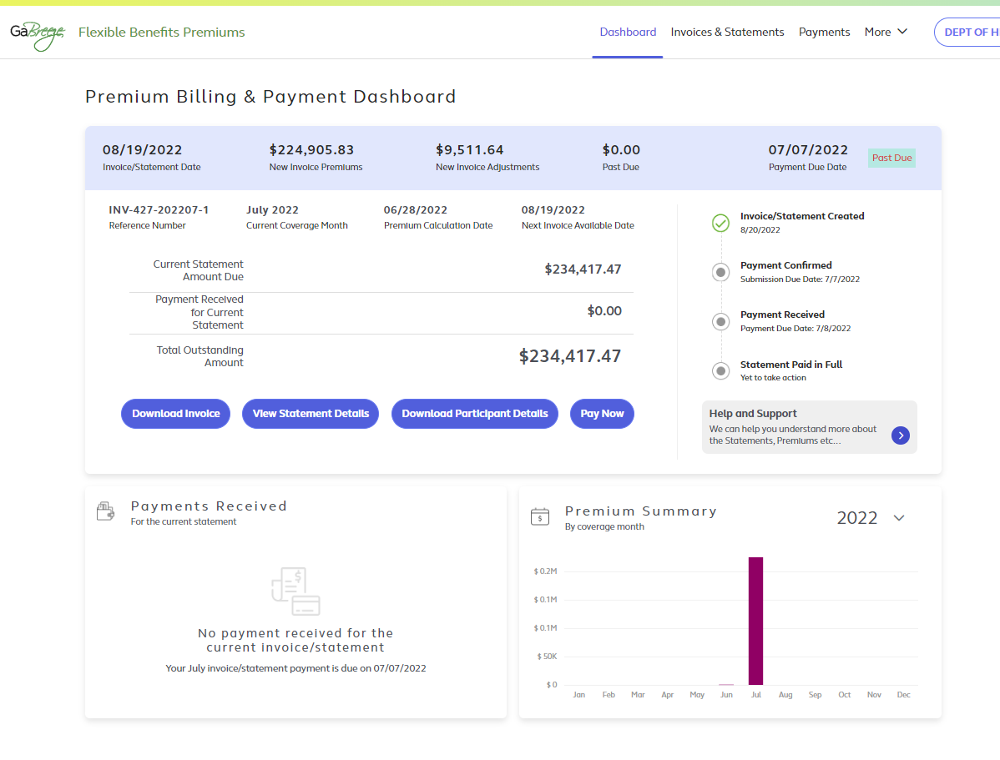 GaBreeze Flexible Benefits Premiums
Dashboard Invoices & Statements Payments More DEPT OF H
Premium Billing & Payment Dashboard
08/19/2022 $224,905.83 $9,511.64 $0.00 07/07/2022 Past Due
Invoice/Statement Date New Invoice Premiums New Invoice Adjustments Past Due Payment Due Date
INV-427-202207-1 July 2022 06/28/2022 08/19/2022
Reference Number Current Coverage Month Premium Calculation Date Next Invoice Available Date
Current Statement
Amount Due
$234,417.47
Payment Received
for Current
Statement
$0.00
Total Outstanding
Amount
$234,417.47
Download Invoice View Statement Details Download Participant Details Pay Now
Invoice/Statement Created
8/20/2022
Payment Confirmed
Submission Due Date: 7/7/2022
Payment Received
Payment Due Date: 7/8/2022
Statement Paid in Full
Yet to take action
Help and Support
We can help you understand more about
the Statements, Premiums etc...
Payments Received
For the current statement
No payment received for the
current invoice/statement
Your July invoice/statement payment is due on 07/07/2022
Premium Summary
By coverage month
2022
$ 0.2M
$ 0.1M
$ 0.1M
$ 50K
$ 0
Jan Feb Mar Apr May Jun Jul Aug Sep Oct Nov Dec